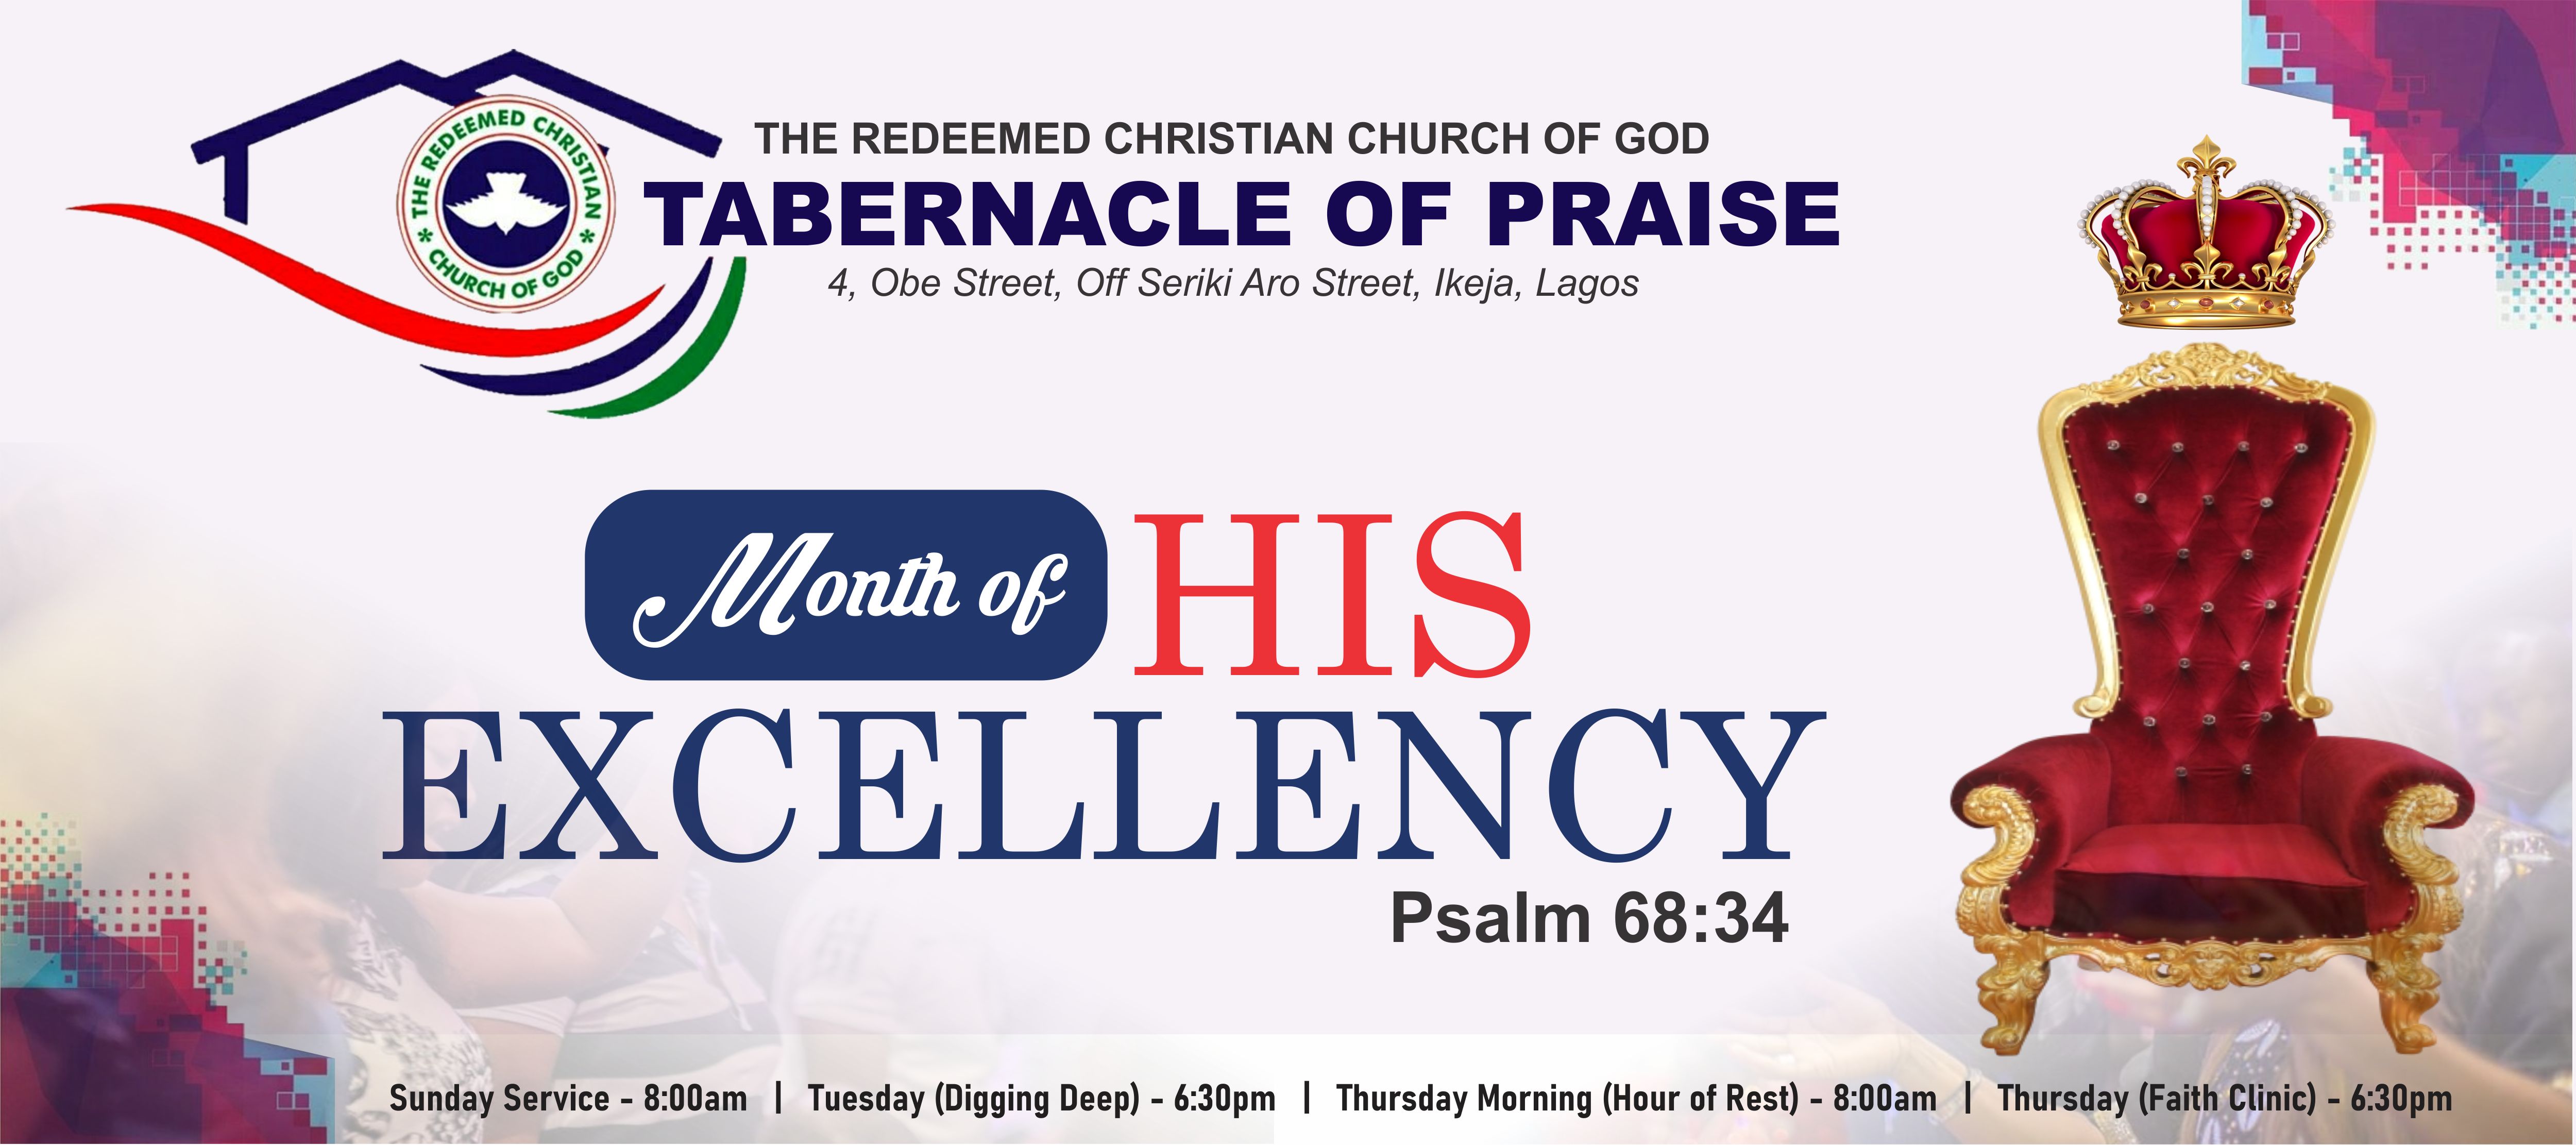 THE REDEEMED CHRISTIAN
* CHURCH OF GOD *
THE REDEEMED CHRISTIAN CHURCH OF GOD
TABERNACLE OF PRAISE
4, Obe Street, Off Seriki Aro Street, Ikeja, Lagos
Month of HIS
EXCELLENCY
Psalm 68:34
Sunday Service - 8:00am | Tuesday (Digging Deep) - 6:30pm | Thursday Morning (Hour of Rest) - 8:00am | Thursday (Faith Clinic) - 6:30pm